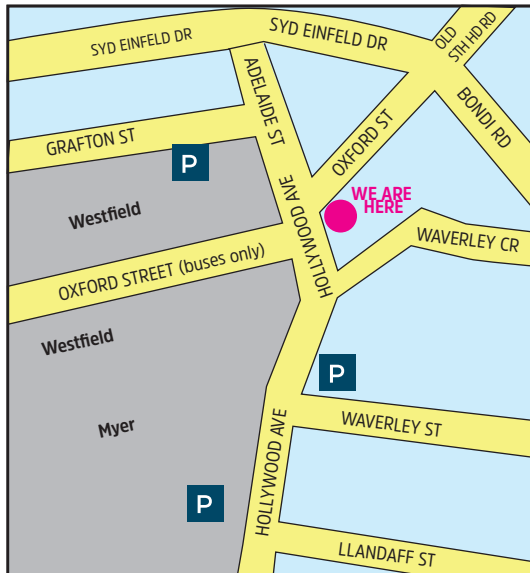 SYD EINFELD DR
SYD EINFELD DR
OLD
STH HD RD
ADELAIDE ST
BONDI RD
GRAFTON ST
P
OXFORD ST
WE ARE
HERE
Westfield
HOLLYWOOD AVE
WAVERLEY CR
OXFORD STREET (buses only)
Westfield
P
Myer
HOLLYWOOD AVE
WAVERLEY ST
P
LLANDAFF ST